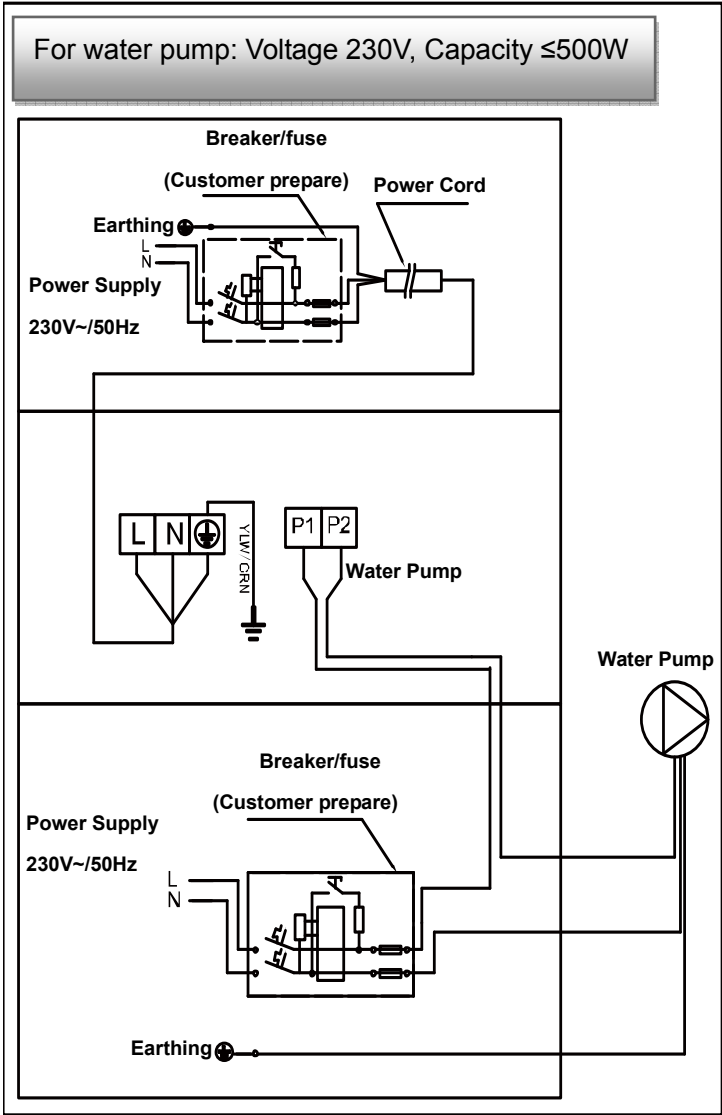 For water pump: Voltage 230V, Capacity ≤500W
Breaker/fuse
(Customer prepare)
Power Cord
Earthing
L
N
Power Supply
230V~/50Hz
L N
YLW/GRN
P1 P2
Water Pump
Water Pump
Breaker/fuse
(Customer prepare)
Power Supply
230V~/50Hz
L
N
Earthing